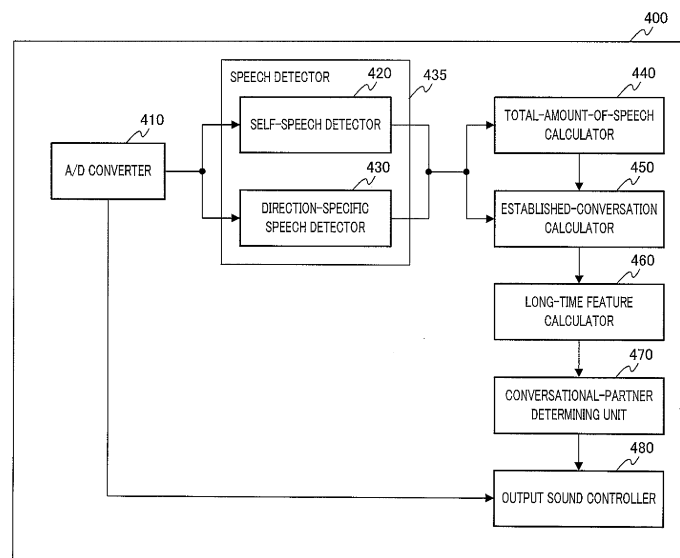 400
SPEECH DETECTOR
435
420
SELF-SPEECH DETECTOR
440
TOTAL-AMOUNT-OF-SPEECH
CALCULATOR
410
A/D CONVERTER
430
DIRECTION-SPECIFIC
SPEECH DETECTOR
450
ESTABLISHED-CONVERSATION
CALCULATOR
460
LONG-TIME FEATURE
CALCULATOR
470
CONVERSATIONAL-PARTNER
DETERMINING UNIT
480
OUTPUT SOUND CONTROLLER